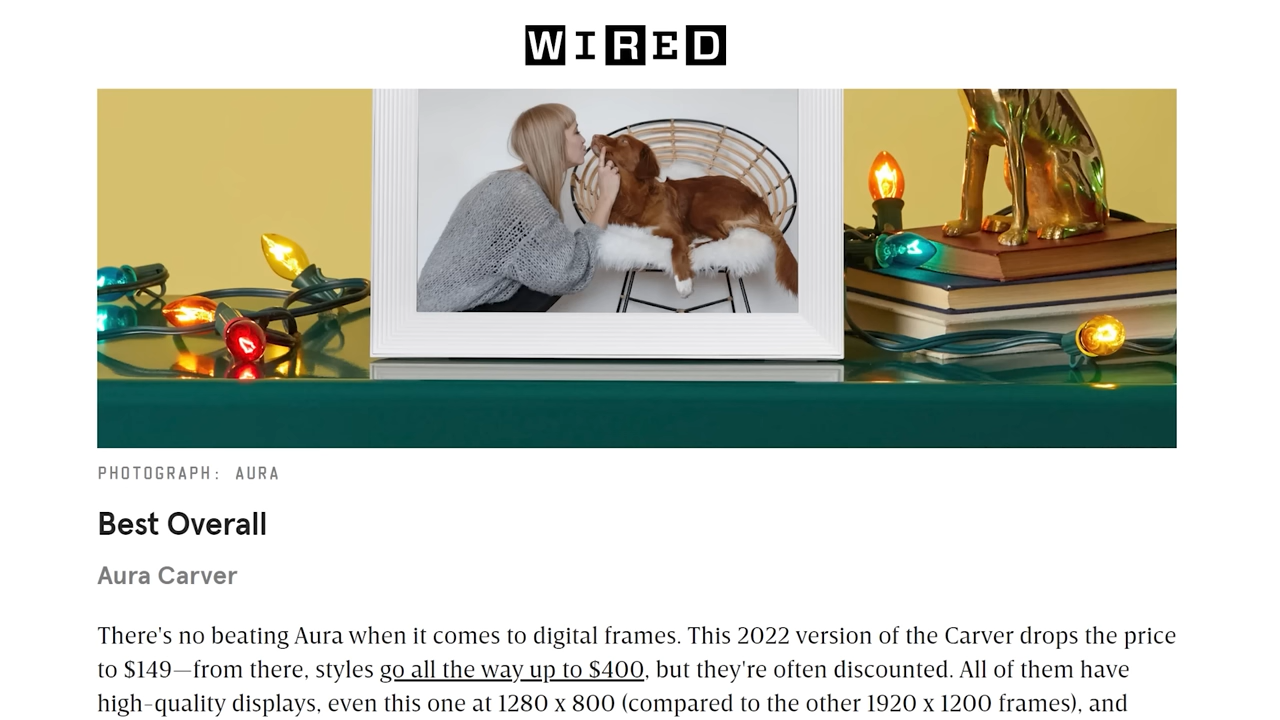 WIRED
PHOTOGRAPH: AURA
Best Overall
Aura Carver
There's no beating Aura when it comes to digital frames. This 2022 version of the Carver drops the price
to $149—from there, styles go all the way up to $400, but they're often discounted. All of them have
high-quality displays, even this one at 1280 x 800 (compared to the other 1920 x 1200 frames), and